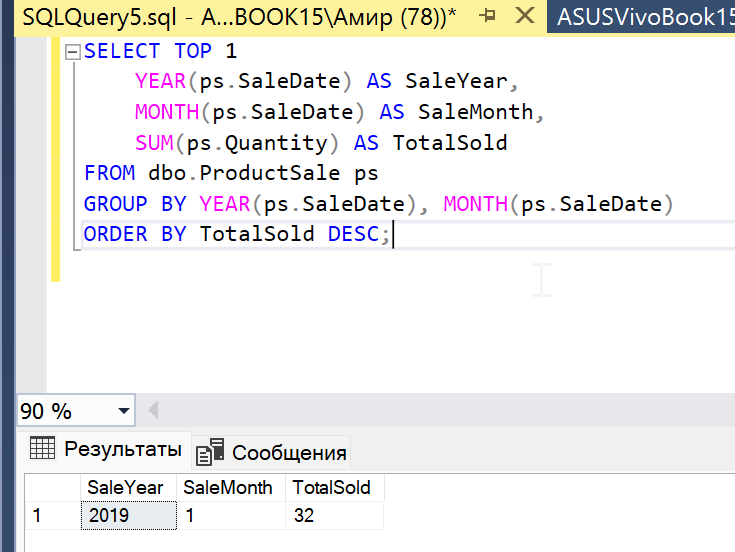 SQLQuery5.sql - A...BOOK15\Амир (78))*
ASUSVivoBook15
SELECT TOP 1
YEAR(ps.SaleDate) AS SaleYear,
MONTH(ps.SaleDate) AS SaleMonth,
SUM(ps.Quantity) AS TotalSold
FROM dbo.ProductSale ps
GROUP BY YEAR(ps.SaleDate), MONTH(ps.SaleDate)
ORDER BY TotalSold DESC;
90 %
Результаты Сообщения
SaleYear SaleMonth TotalSold
1 2019 1 32